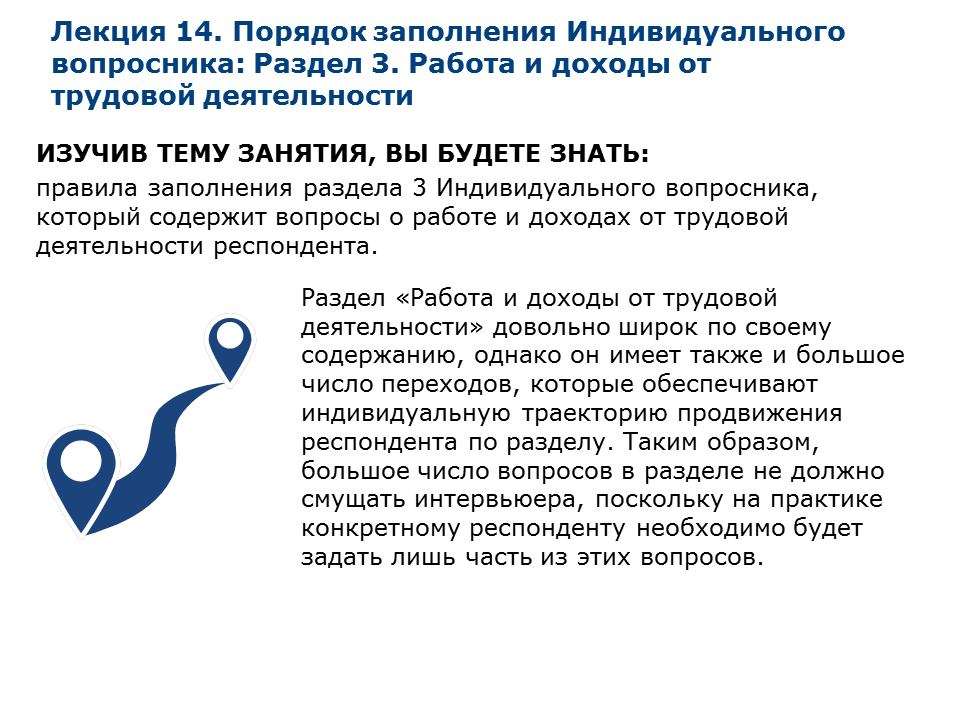 Лекция 14. Порядок заполнения Индивидуального
вопросника: Раздел 3. Работа и доходы от
трудовой деятельности
ИЗУЧИВ ТЕМУ ЗАНЯТИЯ, ВЫ БУДЕТЕ ЗНАТЬ:
правила заполнения раздела 3 Индивидуального вопросника,
который содержит вопросы о работе и доходах от трудовой
деятельности респондента.
Раздел «Работа и доходы от трудовой
деятельности» довольно широк по своему
содержанию, однако он имеет также и большое
число переходов, которые обеспечивают
индивидуальную траекторию продвижения
респондента по разделу. Таким образом,
большое число вопросов в разделе не должно
смущать интервьюера, поскольку на практике
конкретному респонденту необходимо будет
задать лишь часть из этих вопросов.